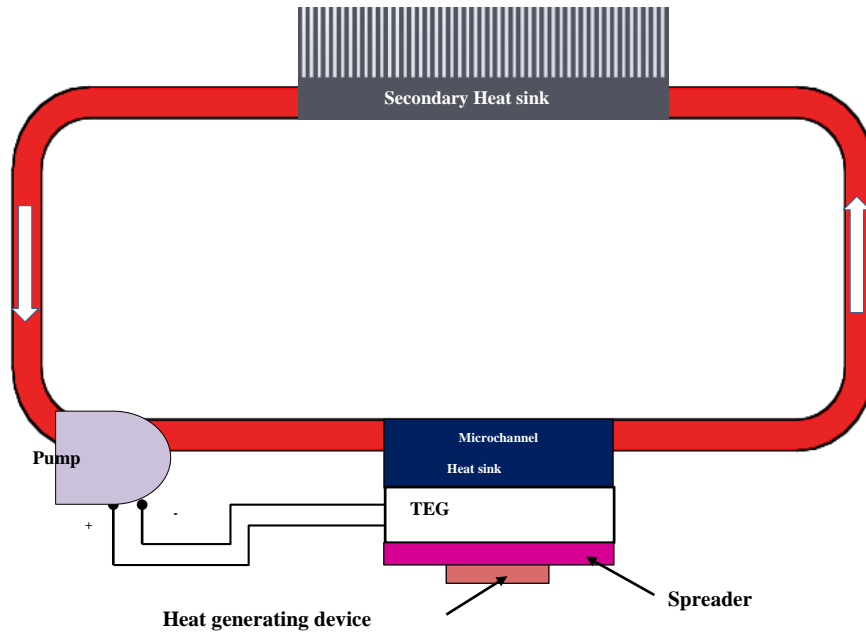 Secondary Heat sink
Microchannel
Pump
Heat sink
TEG
+
-
Spreader
Heat generating device